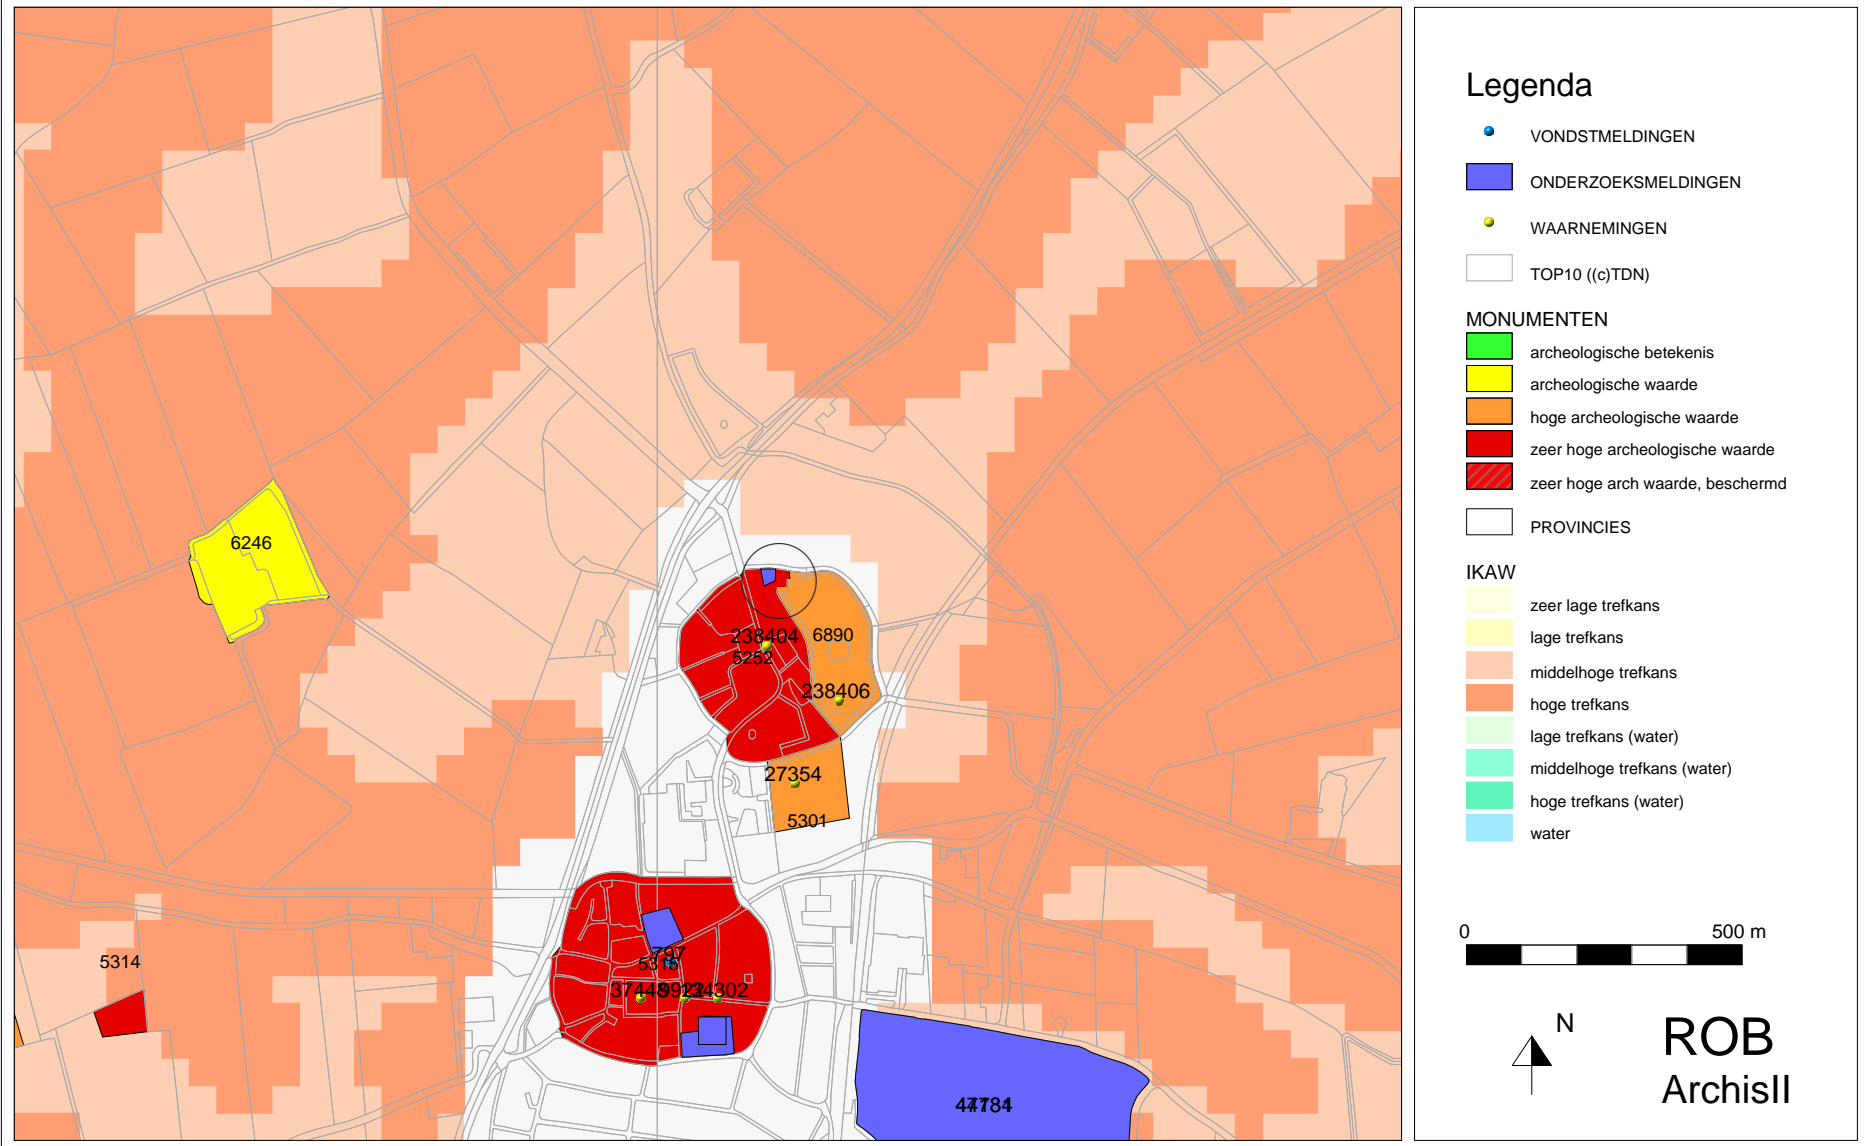 6246
238404
5252
6890
238406
27354
5301
797
5314
37448
34302
Legenda
VONDSTMELDINGEN
ONDERZOEKSMELDINGEN
WAARNEMINGEN
TOP10 ((c)TDN)
MONUMENTEN
archeologische betekenis
archeologische waarde
hoge archeologische waarde
zeer hoge archeologische waarde
zeer hoge arch waarde, beschermd
PROVINCIES
IKAW
zeer lage trefkans
lage trefkans
middelhoge trefkans
hoge trefkans
lage trefkans (water)
middelhoge trefkans (water)
hoge trefkans (water)
water
0 500 m
N
ROB
ArchisII